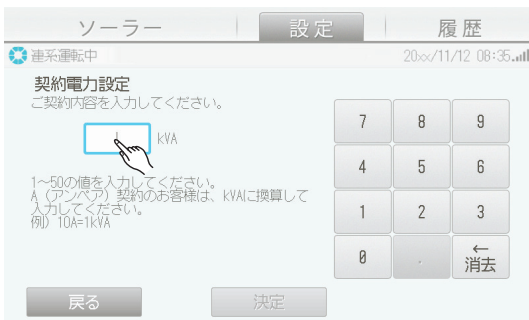 ソーラー 設定 履歴
連系運転中 20xx/11/12 08:35
契約電力設定
ご契約内容を入力してください。
kVA
1〜50の値を入力してください。
A(アンペア)契約のお客様は、kVAに換算して
入力してください。
例) 10A=1kVA
7 8 9
4 5 6
1 2 3
0 . ←
消去
戻る 決定